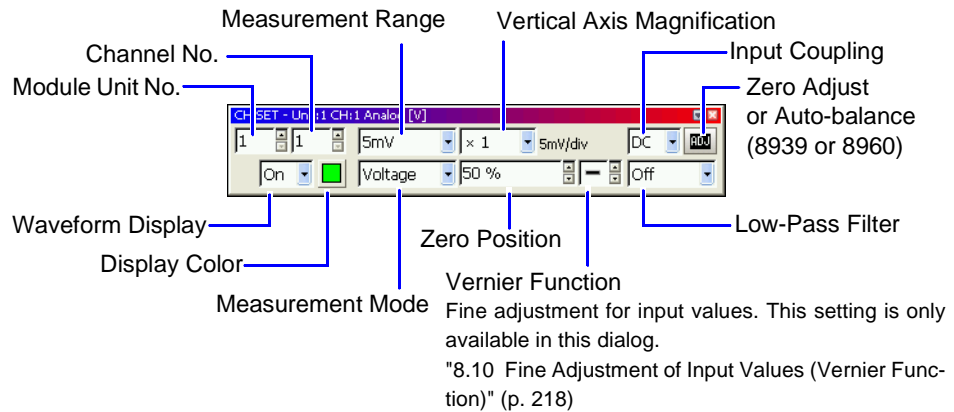 Measurement Range
Vertical Axis Magnification
Channel No.
Input Coupling
Module Unit No.
Zero Adjust
or Auto-balance
(8939 or 8960)
CH SET - Unit:1 CH:1 Analog [V]
1 1 5mV × 1 5mV/div DC ADJ
On Voltage 50 % Off
Waveform Display
Zero Position
Low-Pass Filter
Display Color
Measurement Mode
Vernier Function
Fine adjustment for input values. This setting is only
available in this dialog.
"8.10 Fine Adjustment of Input Values (Vernier Func-
tion)" (p. 218)